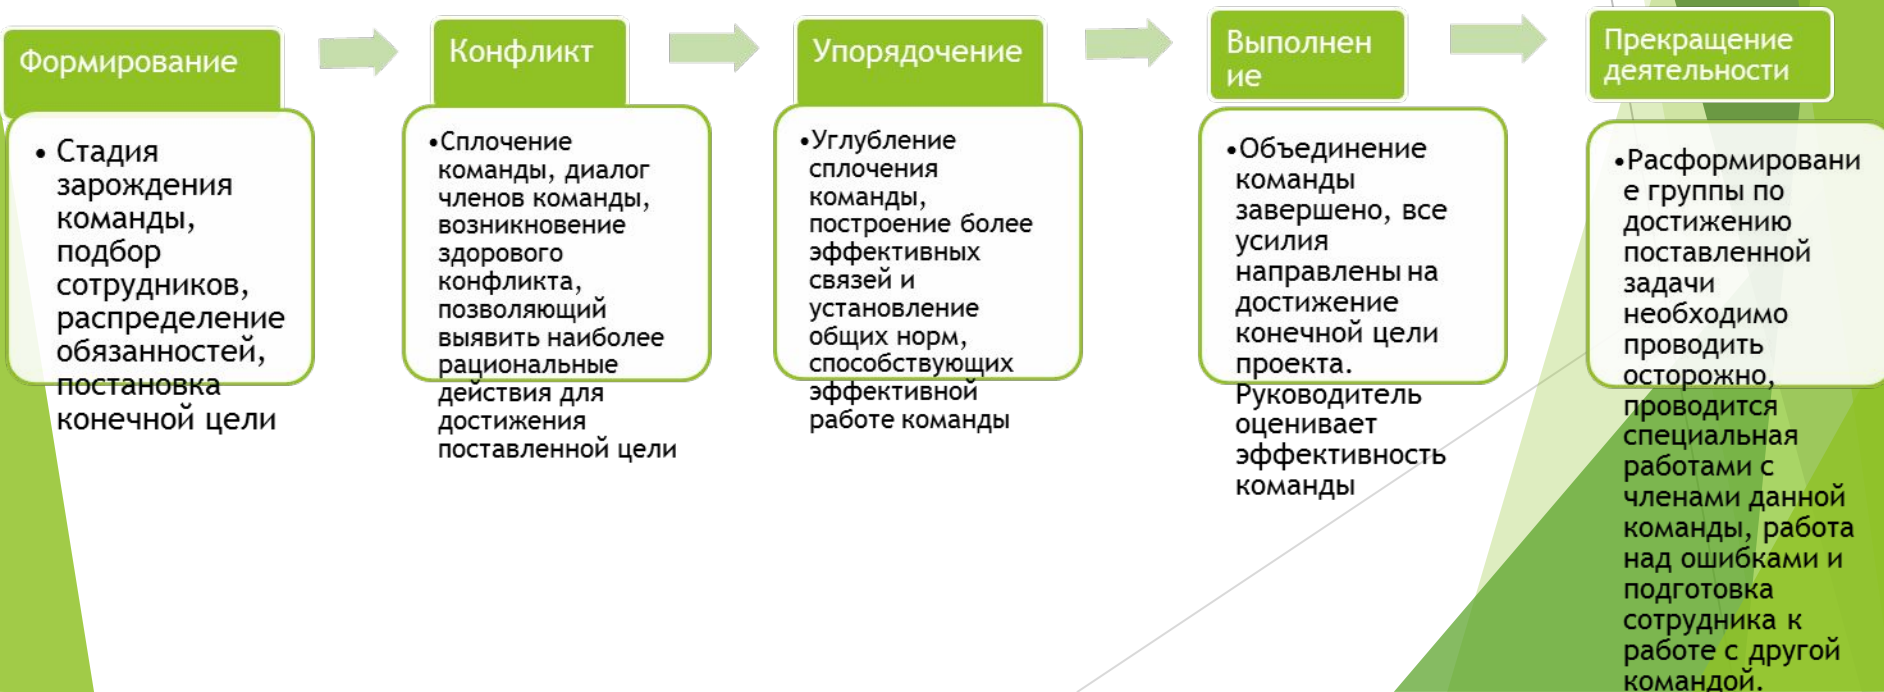 Формирование
• Стадия
зарождения
команды,
подбор
сотрудников,
распределение
обязанностей,
постановка
конечной цели
Конфликт
•Сплочение
команды, диалог
членов команды,
возникновение
здорового
конфликта,
позволяющий
выявить наиболее
рациональные
действия для
достижения
поставленной цели
Упорядочение
•Углубление
сплочения
команды,
построение более
эффективных
связей и
установление
общих норм,
способствующих
эффективной
работе команды
Выполнен
ие
•Объединение
команды
завершено, все
усилия
направлены на
достижение
конечной цели
проекта.
Руководитель
оценивает
эффективность
команды
Прекращение
деятельности
•Расформировани
е группы по
достижению
поставленной
задачи
необходимо
проводить
осторожно,
проводится
специальная
работами с
членами данной
команды, работа
над ошибками и
подготовка
сотрудника к
работе с другой
командой.